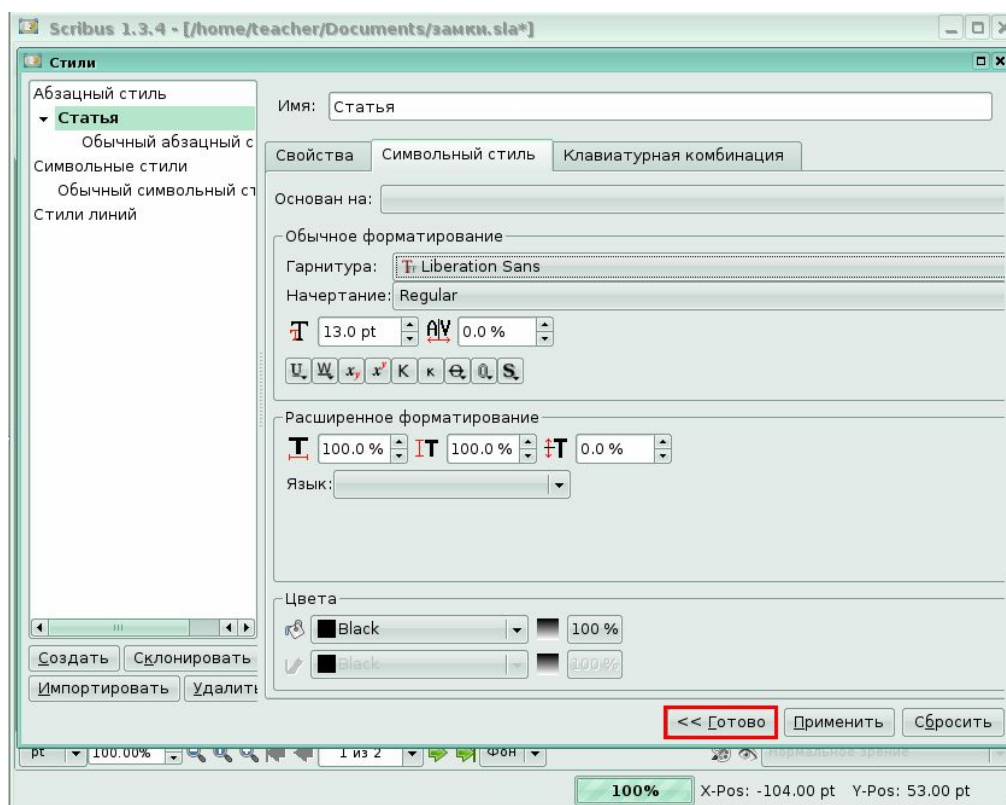 Scribus 1.3.4 - [/home/teacher/Documents/замки.sla*]
Стили
Абзацный стиль
Статья
Обычный абзацный с
Символьные стили
Обычный символьный ст
Стили линий
Создать Склонировать
Импортировать Удалить
Имя: Статья
Свойства Символьный стиль Клавиатурная комбинация
Основан на:
Обычное форматирование
Гарнитура: Liberation Sans
Начертание: Regular
13.0 pt 0.0 %
Расширенное форматирование
100.0 % 100.0 % 0.0 %
Язык:
Цвета
Black 100 %
Black 100 %
<< Готово Применить Сбросить
pt 100.00% 1 из 2 Фон Нормальное зрение
100% X-Pos: -104.00 pt Y-Pos: 53.00 pt